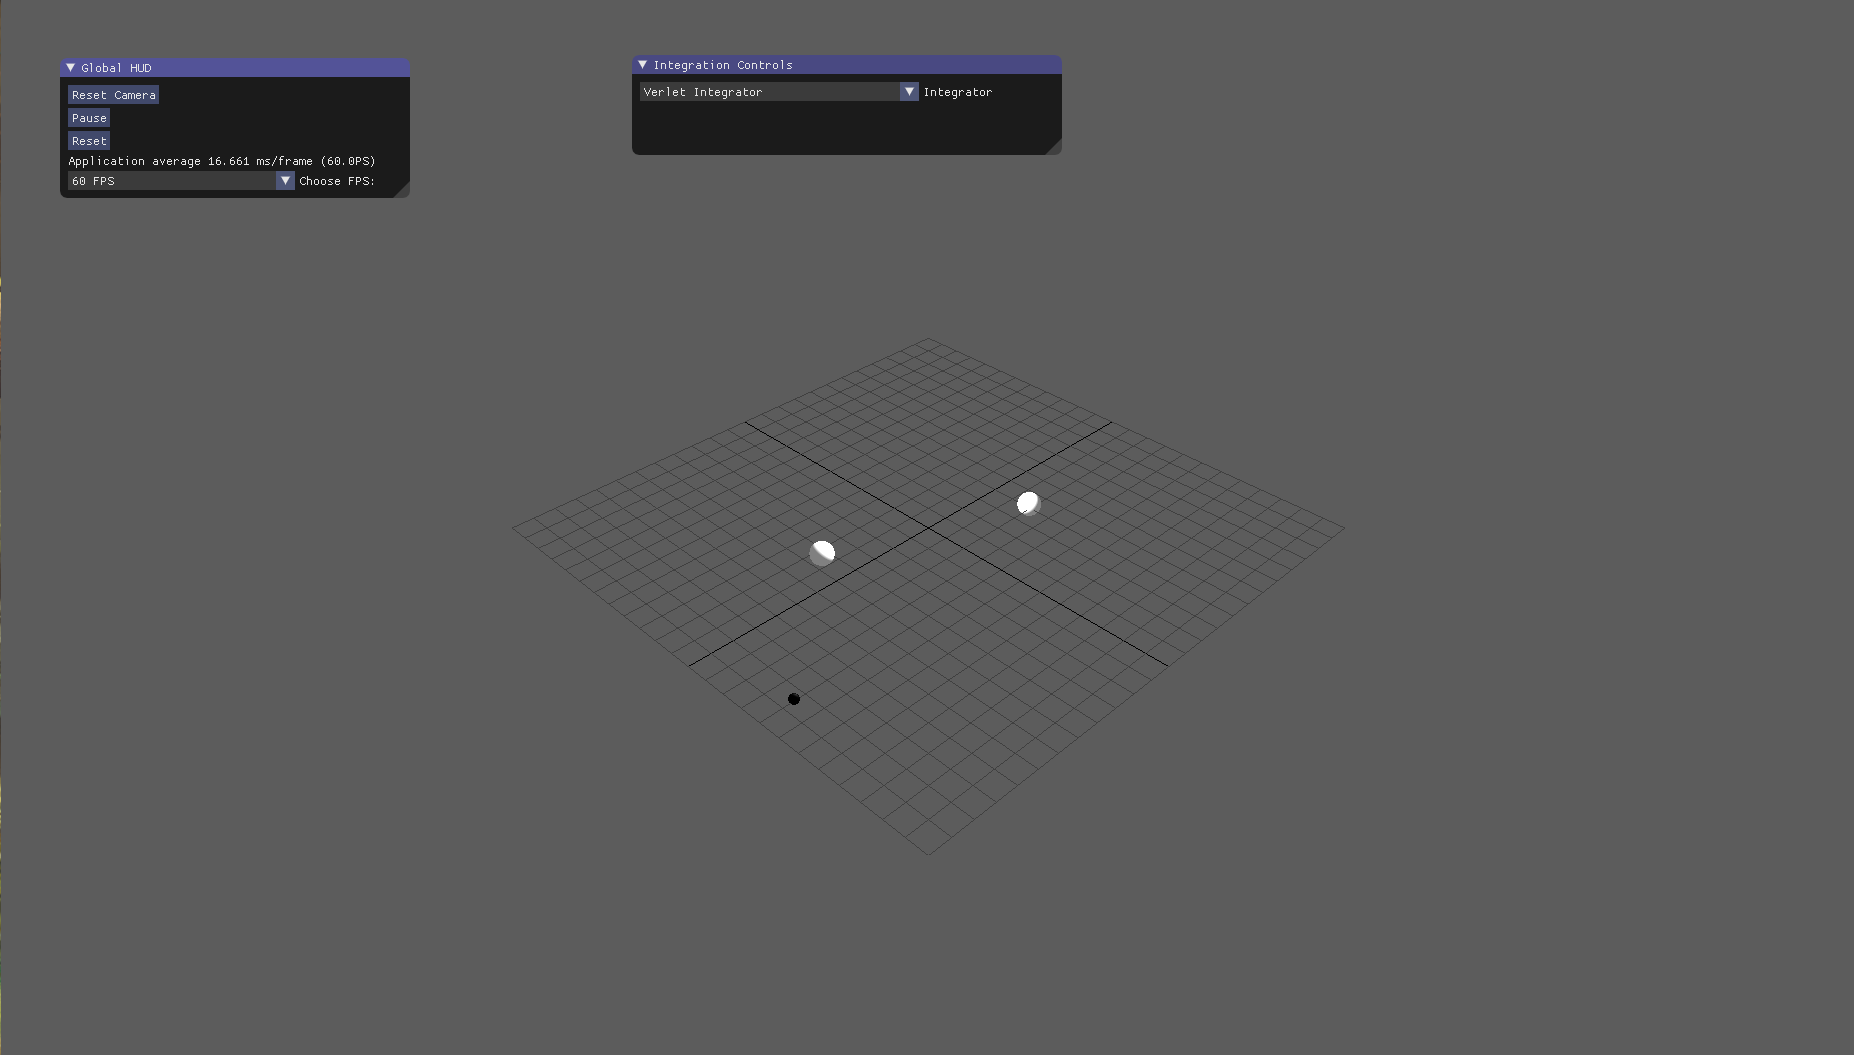 Global HUD
Reset Camera
Pause
Reset
Application average 16.661 ms/frame (60.0PS)
60 FPS Choose FPS:
Integration Controls
Verlet Integrator Integrator